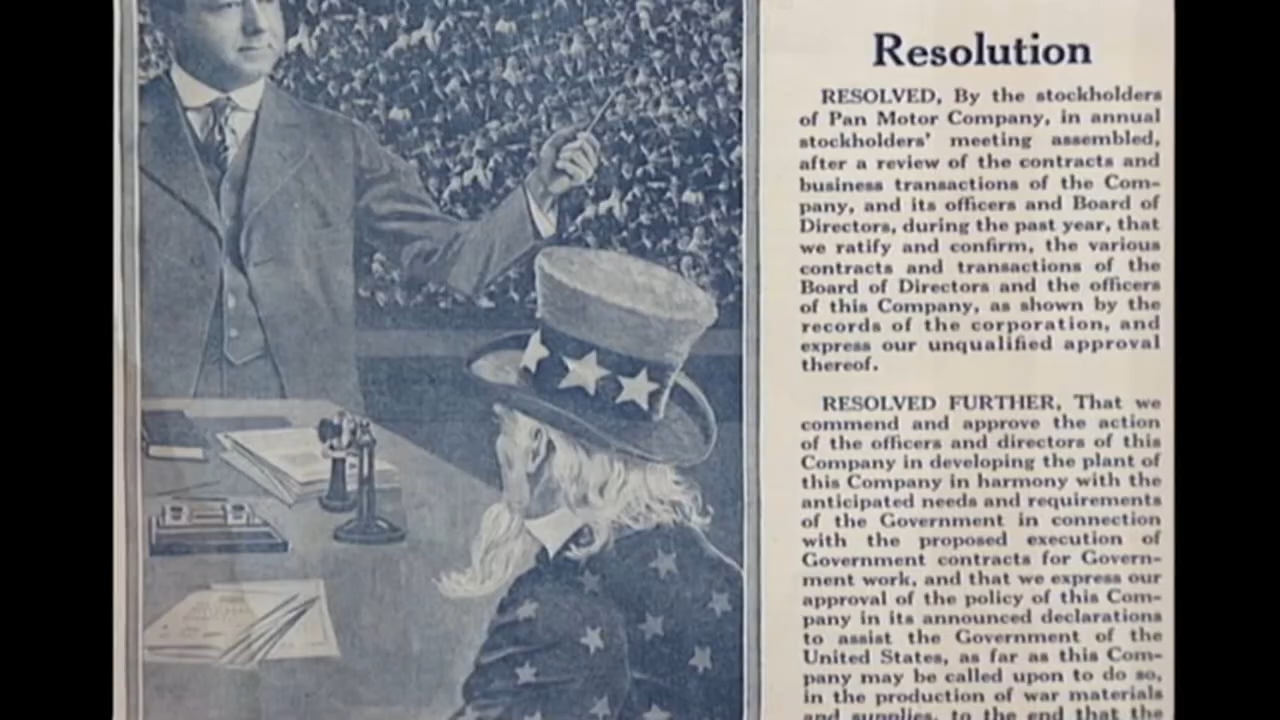 Resolution
RESOLVED, By the stockholders
of Pan Motor Company, in annual
stockholders' meeting assembled,
after a review of the contracts and
business transactions of the Com-
pany, and its officers and Board of
Directors, during the past year, that
we ratify and confirm, the various
contracts and transactions of the
Board of Directors and the officers
of this Company, as shown by the
records of the corporation, and
express our unqualified approval
thereof.
RESOLVED FURTHER, That we
commend and approve the action
of the officers and directors of this
Company in developing the plant of
this Company in harmony with the
anticipated needs and requirements
of the Government in connection
with the proposed execution of
Government contracts for Govern-
ment work, and that we express our
approval of the policy of this Com-
pany in its announced declarations
to assist the Government of the
United States, as far as this Com-
pany may be called upon to do so,
in the production of war materials
and supplies, to the end that the